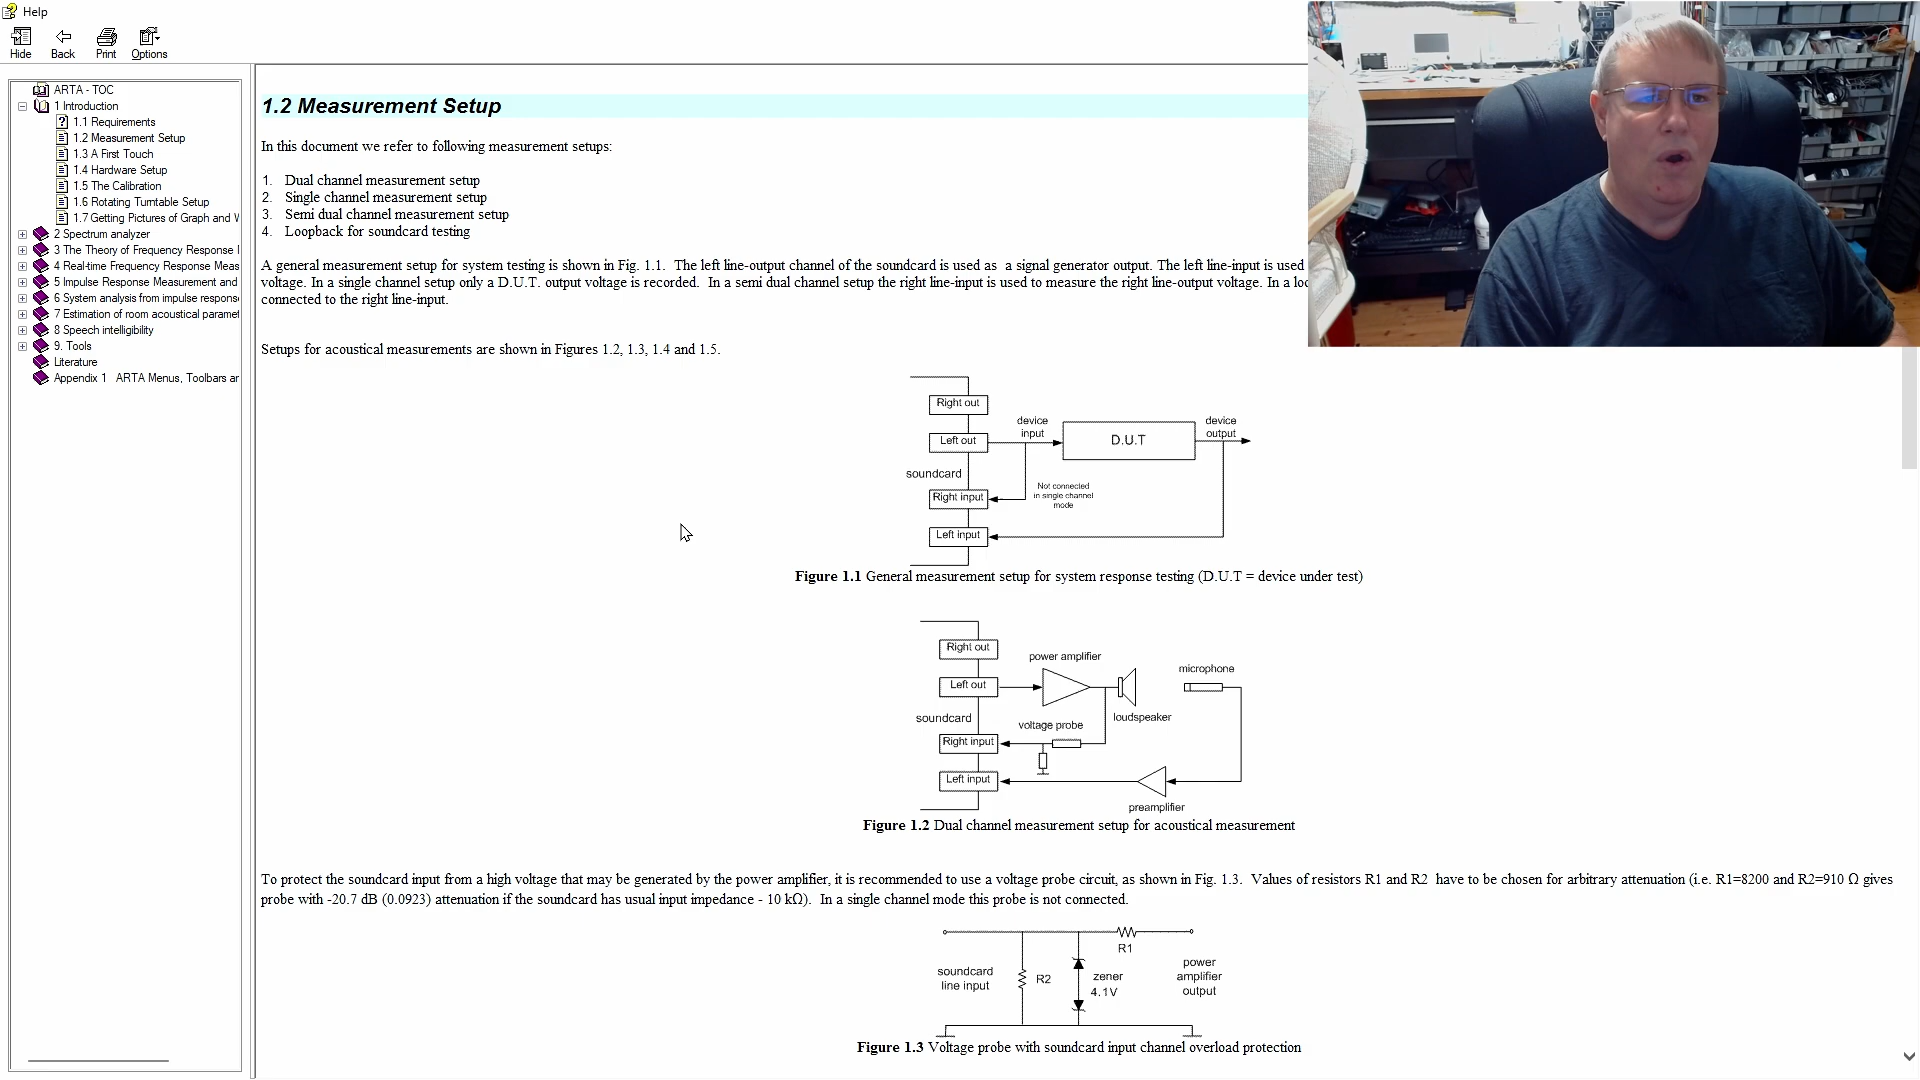 Help
Hide
Back
Print
Options
ARTA - TOC
1 Introduction
1.1 Requirements
1.2 Measurement Setup
1.3 A First Touch
1.4 Hardware Setup
1.5 The Calibration
1.6 Rotating Turntable Setup
1.7 Getting Pictures of Graph and
2 Spectrum analyzer
3 The Theory of Frequency Response
4 Real-time Frequency Response Meas
5 Impulse Response Measurement and
6 System analysis from impulse respons
7 Estimation of room acoustical paramet
8 Speech intelligibility
9. Tools
Literature
Appendix 1 ARTA Menus, Toolbars ar
1.2 Measurement Setup
In this document we refer to following measurement setups:
1. Dual channel measurement setup
2. Single channel measurement setup
3. Semi dual channel measurement setup
4. Loopback for soundcard testing
A general measurement setup for system testing is shown in Fig. 1.1. The left line-output channel of the soundcard is used as a signal generator output. The left line-input is used
voltage. In a single channel setup only a D.U.T. output voltage is recorded. In a semi dual channel setup the right line-input is used to measure the right line-output voltage. In a loo
connected to the right line-input.
Setups for acoustical measurements are shown in Figures 1.2, 1.3, 1.4 and 1.5.
Right out
Left out
soundcard
Right input
Left input
device
input
D.U.T
device
output
Not connected
in single channel
mode
Figure 1.1 General measurement setup for system response testing (D.U.T = device under test)
Right out
Left out
soundcard
Right input
Left input
power amplifier
voltage probe
loudspeaker
microphone
preamplifier
Figure 1.2 Dual channel measurement setup for acoustical measurement
To protect the soundcard input from a high voltage that may be generated by the power amplifier, it is recommended to use a voltage probe circuit, as shown in Fig. 1.3. Values of resistors R1 and R2 have to be chosen for arbitrary attenuation (i.e. R1=8200 and R2=910 Ω gives
probe with -20.7 dB (0.0923) attenuation if the soundcard has usual input impedance - 10 kΩ). In a single channel mode this probe is not connected.
soundcard
line input
R2
zener
4.1V
R1
power
amplifier
output
Figure 1.3 Voltage probe with soundcard input channel overload protection